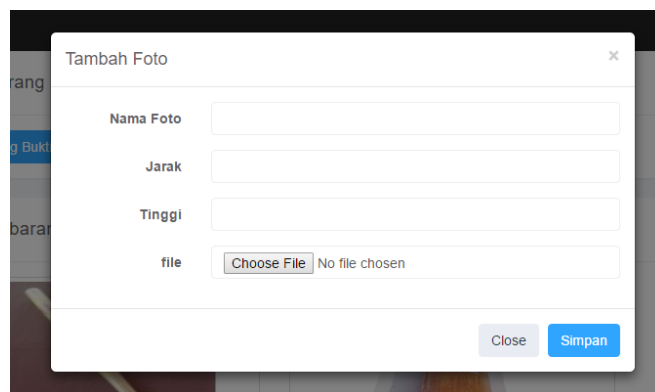 Tambah Foto ×
rang
Nama Foto
g Bukt
Jarak
Tinggi
baran
file Choose File No file chosen
Close Simpan